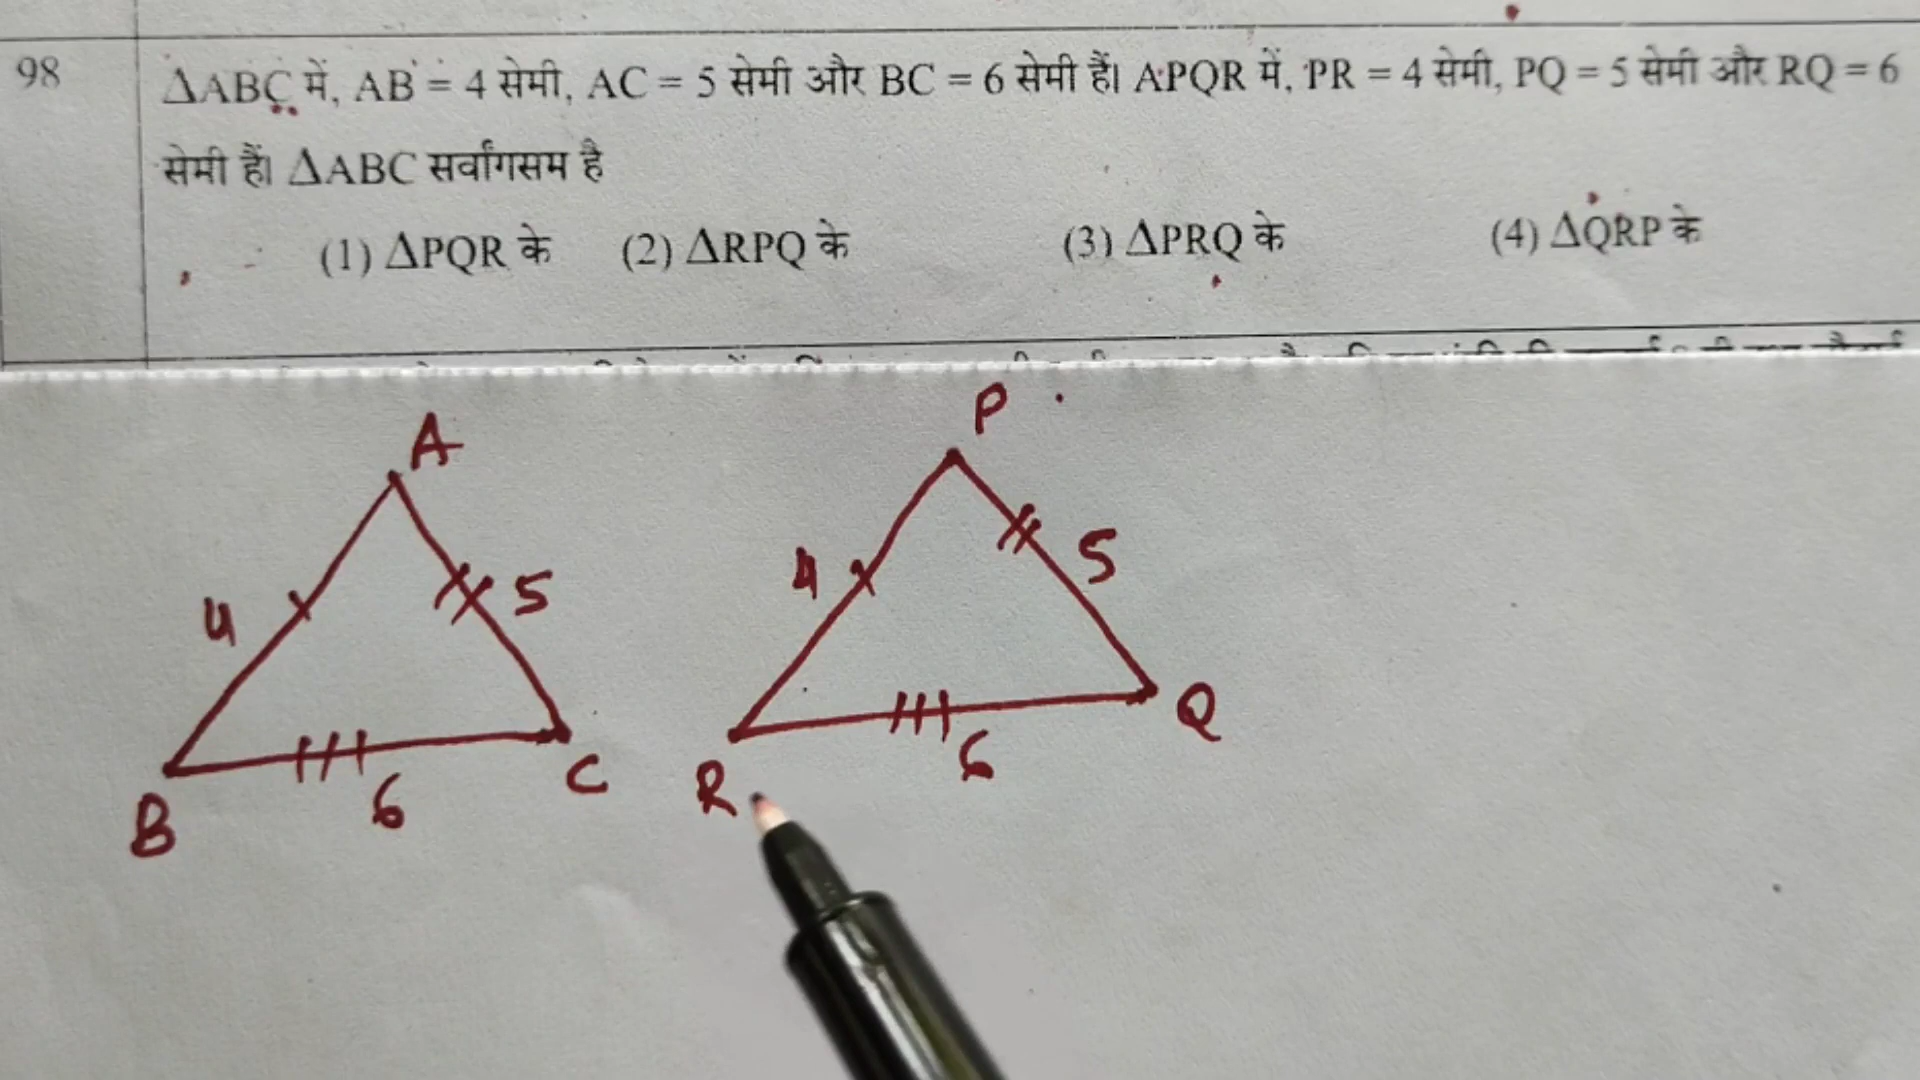 98
ΔABC में, AB = 4 सेमी, AC = 5 सेमी और BC = 6 सेमी हैं। ΔPQR में, PR = 4 सेमी, PQ = 5 सेमी और RQ = 6
सेमी हैं। ΔABC सर्वांगसम है
(1) ΔPQR के (2) ΔRPQ के (3) ΔPRQ के (4) ΔQRP के
A
P
4
5
4
5
B
6
C
R
6
Q